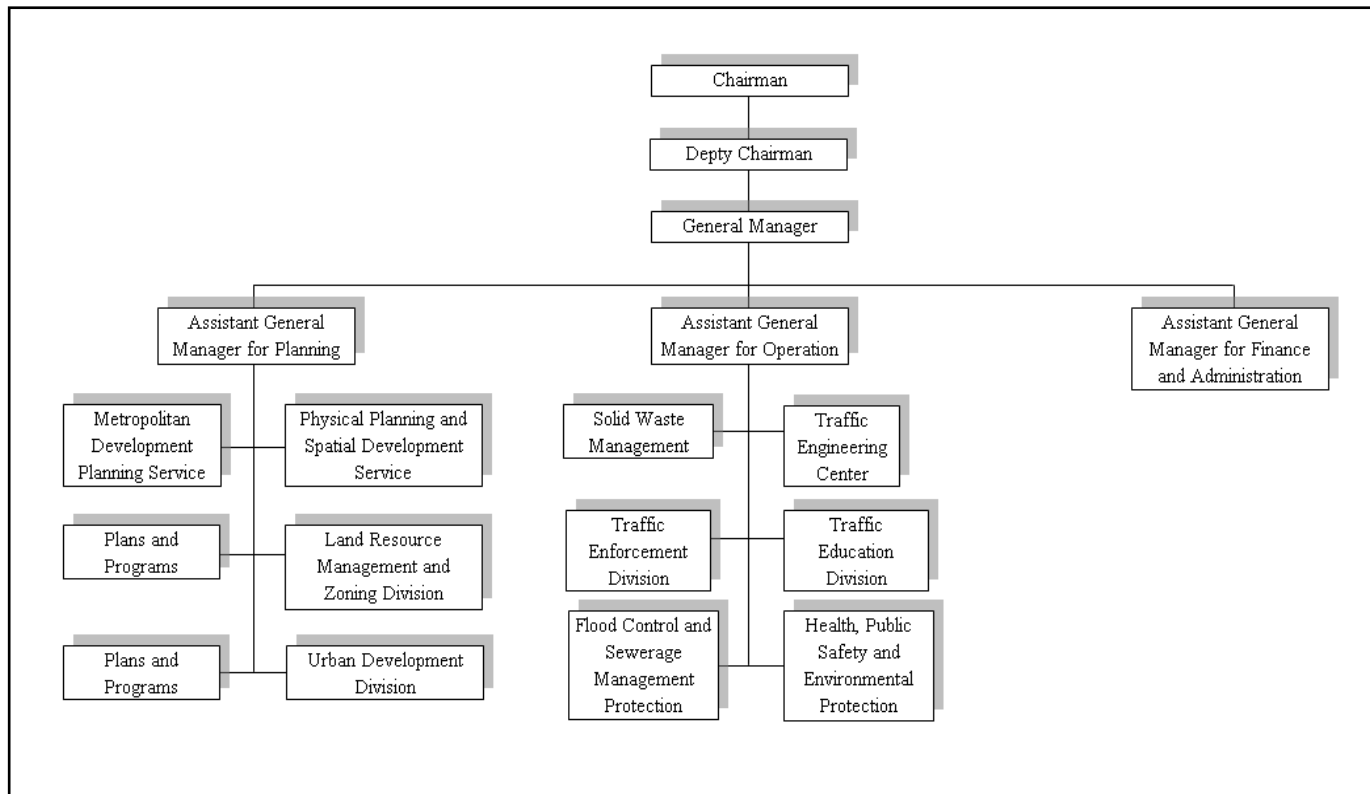 Chairman
Depty Chairman
General Manager
Assistant General
Manager for Planning
Assistant General
Manager for Operation
Assistant General
Manager for Finance
and Administration
Metropolitan
Development
Planning Service
Physical Planning and
Spatial Development
Service
Solid Waste
Management
Traffic
Engineering
Center
Plans and
Programs
Land Resource
Management and
Zoning Division
Traffic
Enforcement
Division
Traffic
Education
Division
Plans and
Programs
Urban Development
Division
Flood Control and
Sewerage
Management
Protection
Health, Public
Safety and
Environmental
Protection